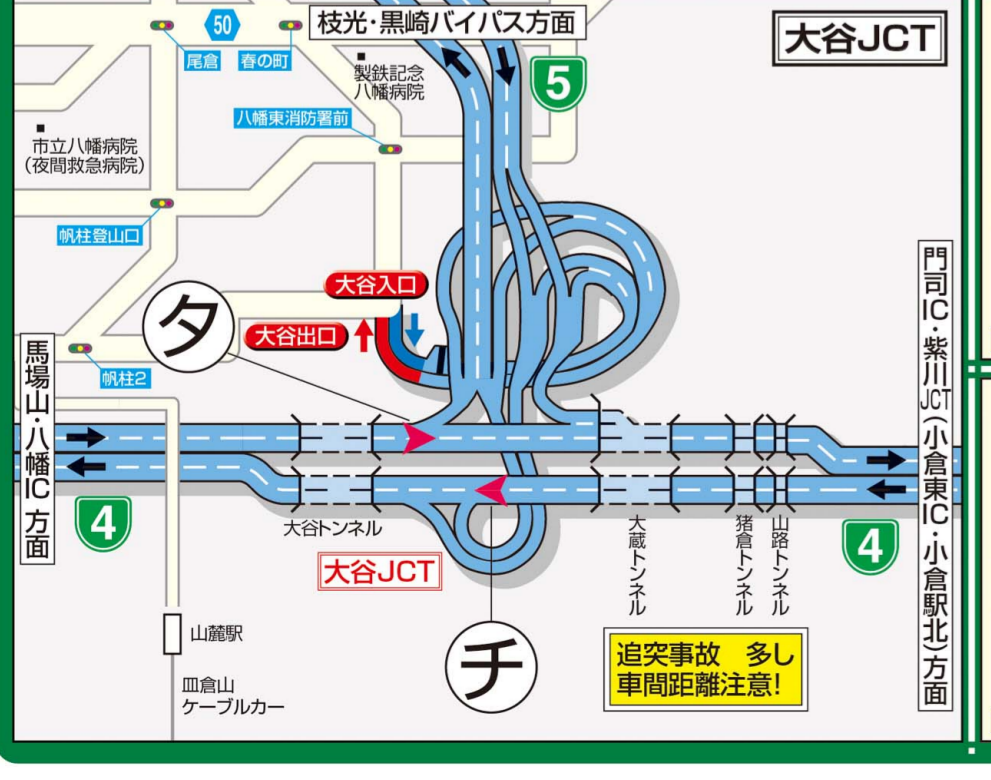 枝光・黒崎バイパス方面
大谷JCT
50
尾倉
春の町
製鉄記念
八幡病院
5
八幡東消防署前
市立八幡病院
(夜間救急病院)
帆柱登山口
大谷入口
大谷出口
タ
帆柱2
馬場山・八幡IC 方面
門司IC・紫川JCT(小倉東IC・小倉駅北)方面
4
大谷トンネル
大谷JCT
大蔵トンネル
猪倉トンネル
山路トンネル
4
チ
山麓駅
皿倉山
ケーブルカー
追突事故 多し
車間距離注意!